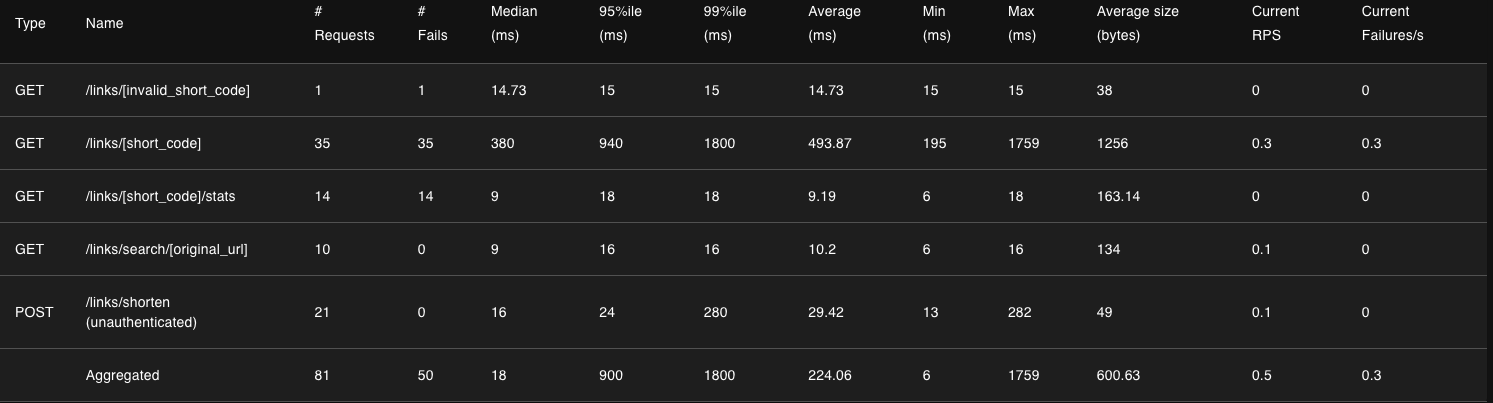 Type Name # Requests # Fails Median (ms) 95%ile (ms) 99%ile (ms) Average (ms) Min (ms) Max (ms) Average size (bytes) Current RPS Current Failures/s
GET /links/[invalid_short_code] 1 1 14.73 15 15 14.73 15 15 38 0 0
GET /links/[short_code] 35 35 380 940 1800 493.87 195 1759 1256 0.3 0.3
GET /links/[short_code]/stats 14 14 9 18 18 9.19 6 18 163.14 0 0
GET /links/search/[original_url] 10 0 9 16 16 10.2 6 16 134 0.1 0
POST /links/shorten (unauthenticated) 21 0 16 24 280 29.42 13 282 49 0.1 0
Aggregated 81 50 18 900 1800 224.06 6 1759 600.63 0.5 0.3